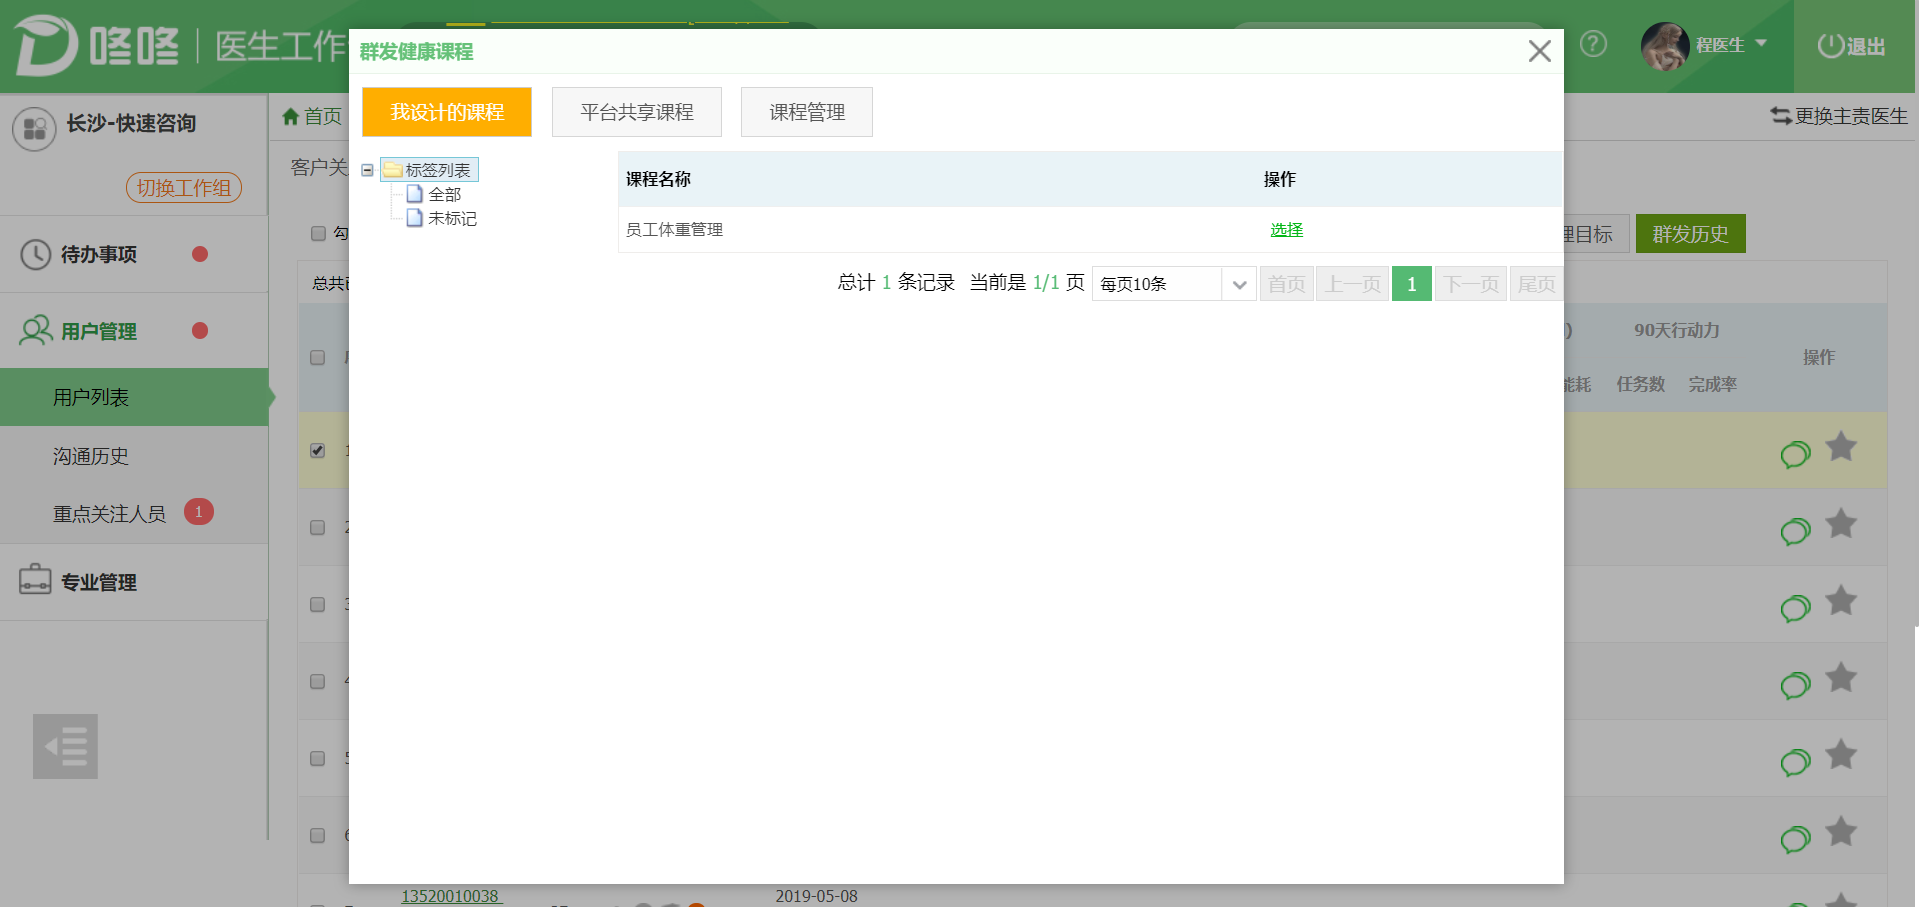 咚咚 | 医生工作
程医生
退出
群发健康课程
长沙-快速咨询
切换工作组
首页
更换主责医生
我设计的课程
平台共享课程
课程管理
客户关
标签列表
全部
未标记
课程名称 操作
员工体重管理 选择
总计 1 条记录 当前是 1/1 页 每页10条 首页 上一页 1 下一页 尾页
待办事项
用户管理
用户列表
沟通历史
重点关注人员 1
专业管理
勾
目标
群发历史
总共
90天行动力
操作
能耗 任务数 完成率
1
2
3
4
5
6
13520010038
2019-05-08